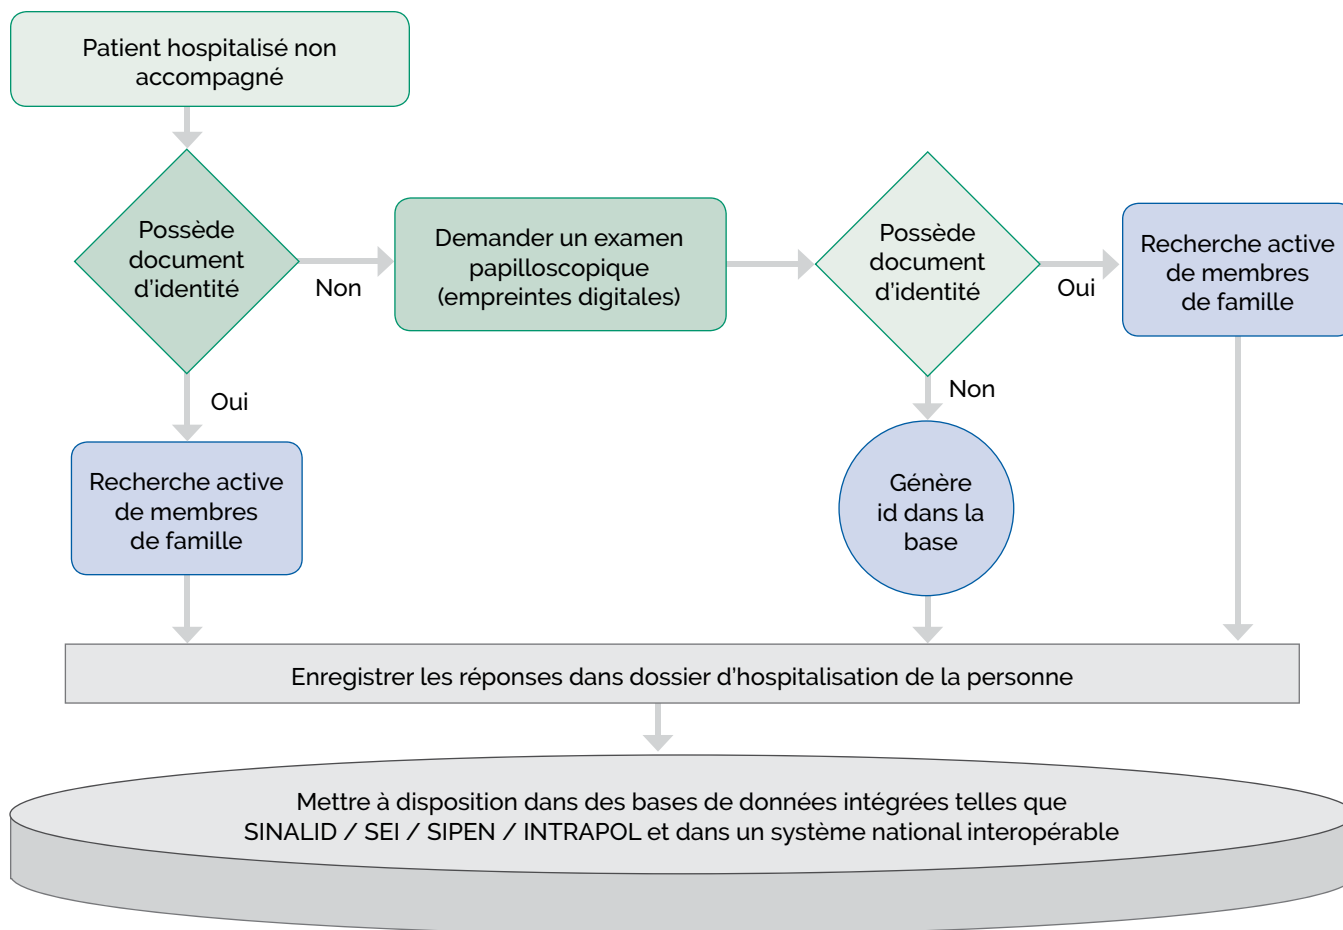 Patient hospitalisé non
accompagné
Possède
document
d'identité
Non
Demander un examen
papilloscopique
(empreintes digitales)
Possède
document
d'identité
Oui
Recherche active
de membres
de famille
Oui
Non
Recherche active
de membres
de famille
Génère
id dans la
base
Enregistrer les réponses dans dossier d'hospitalisation de la personne
Mettre à disposition dans des bases de données intégrées telles que
SINALID / SEI / SIPEN / INTRAPOL et dans un système national interopérable